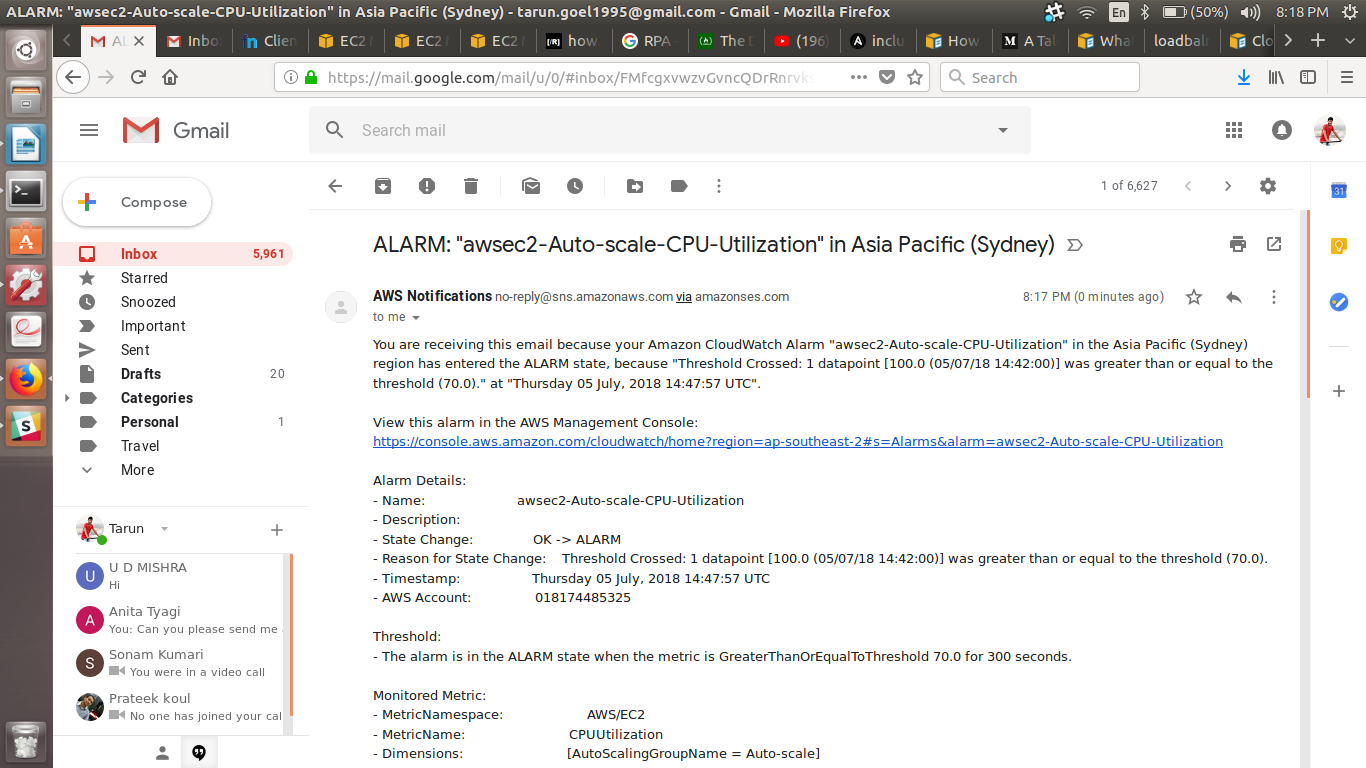 ALARM: "awsec2-Auto-scale-CPU-Utilization" in Asia Pacific (Sydney) - tarun.goel1995@gmail.com - Gmail - Mozilla Firefox
En (50%) 8:18 PM
AL Inbo Clien EC2 EC2 EC2 [R] how RPA - The D (196) inclu How M A Tal What loadbaln Clo
https://mail.google.com/mail/u/0/#inbox/FMfcgxvwzvGvncQDrRnrvks
Search
Gmail
Search mail
Compose
1 of 6,627
31
Inbox 5,961
Starred
Snoozed
Important
Sent
Drafts 20
Categories
Personal 1
Travel
More
Tarun
U U D MISHRA
Hi
A Anita Tyagi
You: Can you please send me
S Sonam Kumari
You were in a video call
Prateek koul
No one has joined your cal
ALARM: "awsec2-Auto-scale-CPU-Utilization" in Asia Pacific (Sydney)
AWS Notifications no-reply@sns.amazonaws.com via amazonses.com
8:17 PM (0 minutes ago)
to me
You are receiving this email because your Amazon CloudWatch Alarm "awsec2-Auto-scale-CPU-Utilization" in the Asia Pacific (Sydney)
region has entered the ALARM state, because "Threshold Crossed: 1 datapoint [100.0 (05/07/18 14:42:00)] was greater than or equal to the
threshold (70.0)." at "Thursday 05 July, 2018 14:47:57 UTC".
View this alarm in the AWS Management Console:
https://console.aws.amazon.com/cloudwatch/home?region=ap-southeast-2#s=Alarms&alarm=awsec2-Auto-scale-CPU-Utilization
Alarm Details:
- Name: awsec2-Auto-scale-CPU-Utilization
- Description:
- State Change: OK -> ALARM
- Reason for State Change: Threshold Crossed: 1 datapoint [100.0 (05/07/18 14:42:00)] was greater than or equal to the threshold (70.0).
- Timestamp: Thursday 05 July, 2018 14:47:57 UTC
- AWS Account: 018174485325
Threshold:
- The alarm is in the ALARM state when the metric is GreaterThanOrEqualToThreshold 70.0 for 300 seconds.
Monitored Metric:
- MetricNamespace: AWS/EC2
- MetricName: CPUUtilization
- Dimensions: [AutoScalingGroupName = Auto-scale]